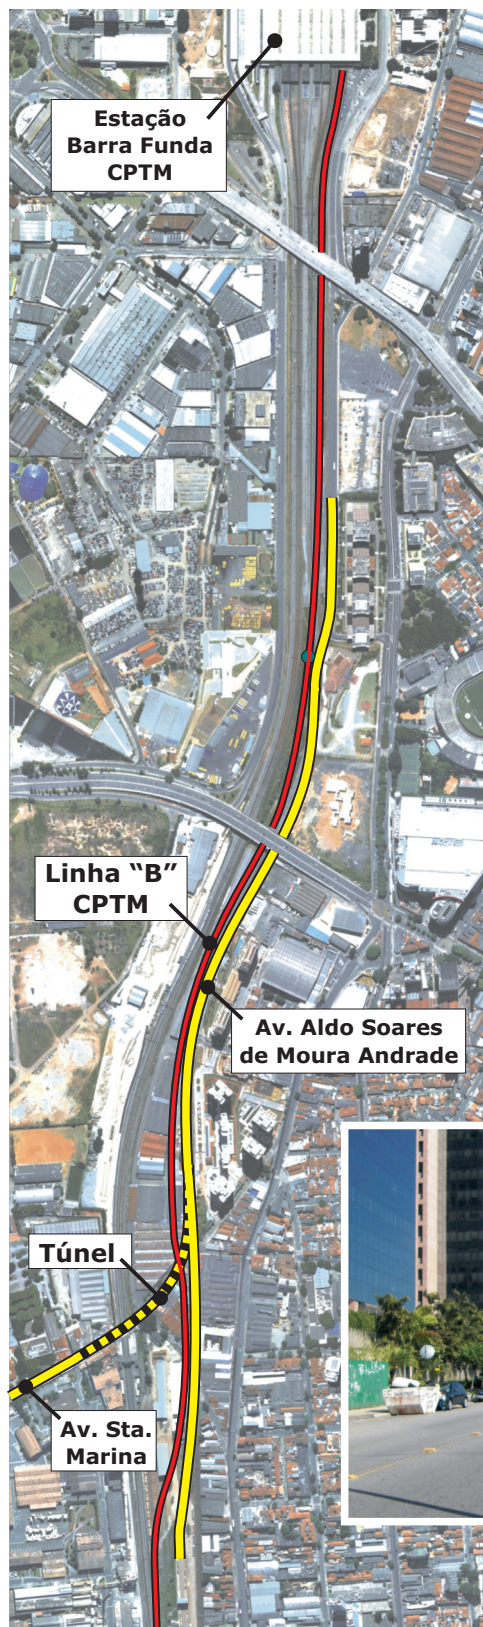 Estação
Barra Funda
CPTM
Linha “B”
CPTM
Av. Aldo Soares
de Moura Andrade
Túnel
Av. Sta.
Marina